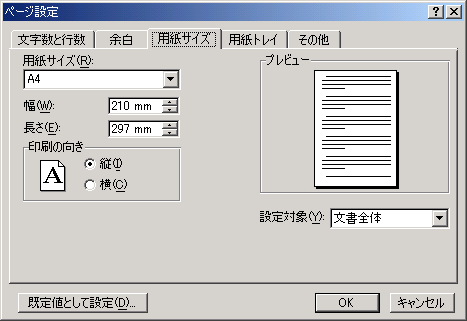 ページ設定
文字数と行数 余白 用紙サイズ 用紙トレイ その他
用紙サイズ(R):
A4
幅(W): 210 mm
長さ(E): 297 mm
印刷の向き
A
縦(I)
横(C)
プレビュー
設定対象(Y): 文書全体
既定値として設定(D)... OK キャンセル